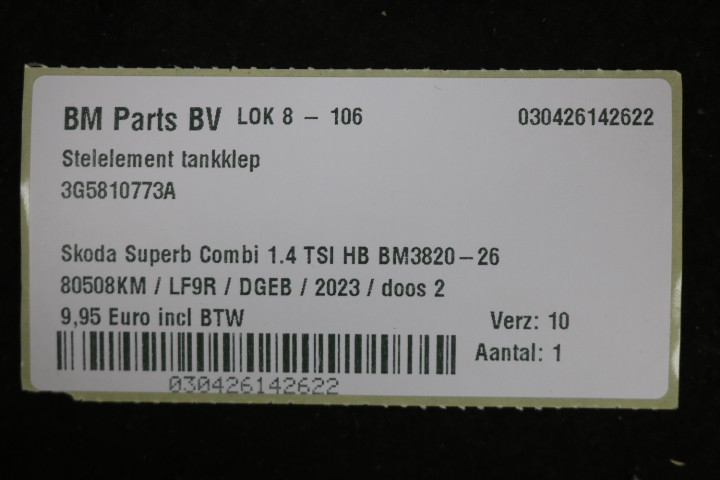 BM Parts BV LOK 8 - 106 030426142622
Stelelement tankklep
3G5810773A
Skoda Superb Combi 1.4 TSI HB BM3820-26
80508KM / LF9R / DGEB / 2023 / doos 2
9,95 Euro incl BTW Verz: 10
Aantal: 1
030426142622